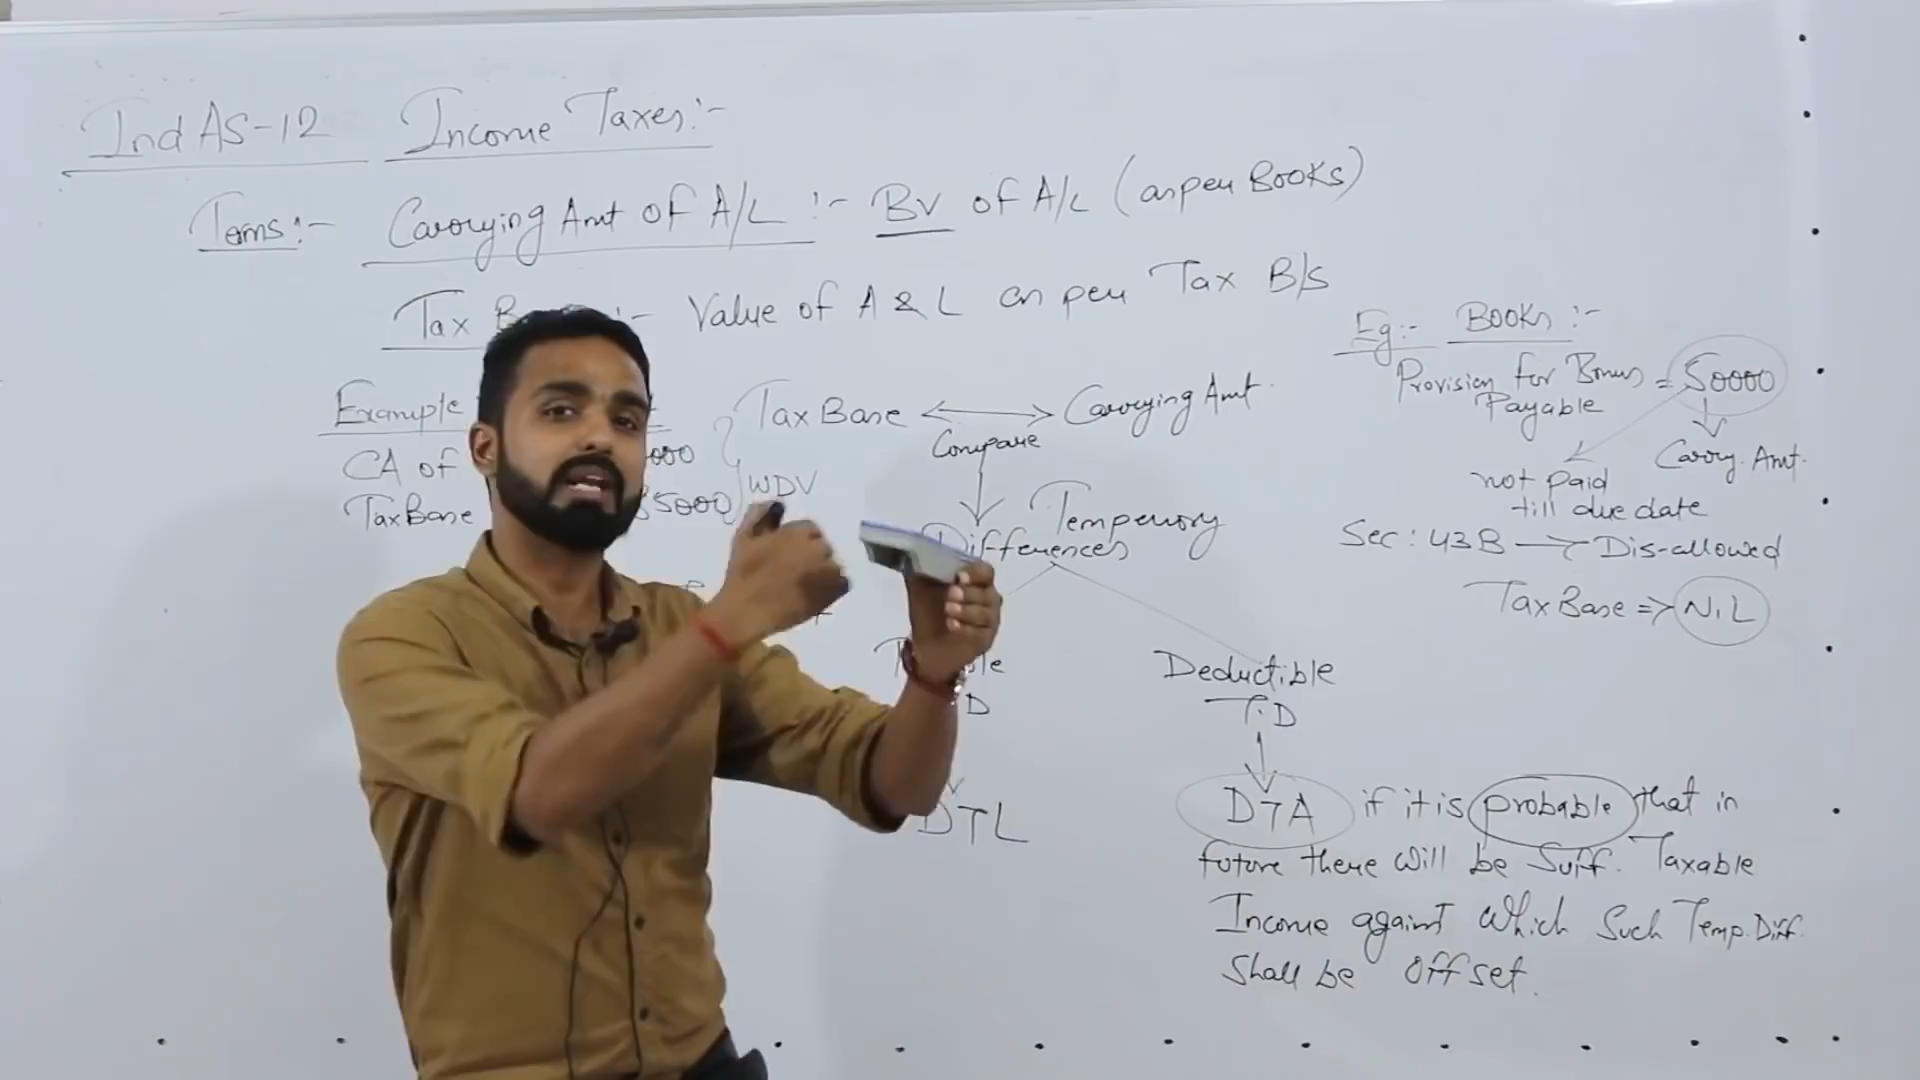 Ind AS-12 Income Taxes:-
Terms:- Carrying Amt of A/L :- BV of A/L (as per Books)
Tax B :- Value of A & L as per Tax B/S
Example
CA of 000
Tax Base 5000 WDV
Tax Base ⟷ Carrying Amt.
Compare
Temperory
Differences
D
DTL
Deductible
T.D
DTA if it is probable that in
future there will be Suff. Taxable
Income against which Such Temp. Diff.
Shall be Offset.
Eg:- Books:-
Provision for Bonus = 50000
Payable
Carry. Amt.
not paid
till due date
Sec: 43B → Dis-allowed
Tax Base => NIL